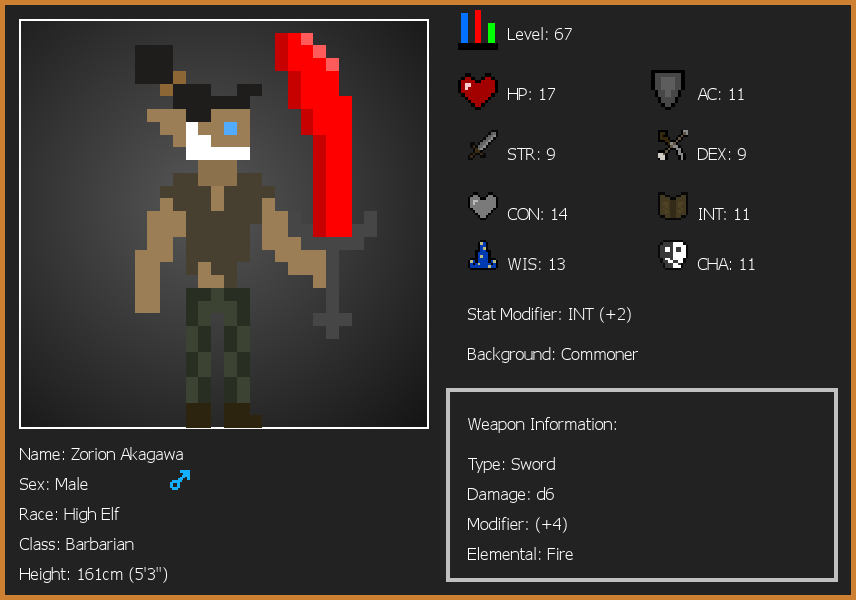 Level: 67
HP: 17
AC: 11
STR: 9
DEX: 9
CON: 14
INT: 11
WIS: 13
CHA: 11
Stat Modifier: INT (+2)
Background: Commoner
Weapon Information:
Type: Sword
Damage: d6
Modifier: (+4)
Elemental: Fire
Name: Zorion Akagawa
Sex: Male
Race: High Elf
Class: Barbarian
Height: 161cm (5'3")